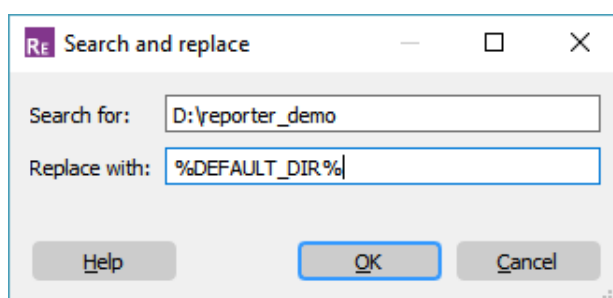 RE Search and replace
Search for: D:\reporter_demo
Replace with: %DEFAULT_DIR%
Help OK Cancel